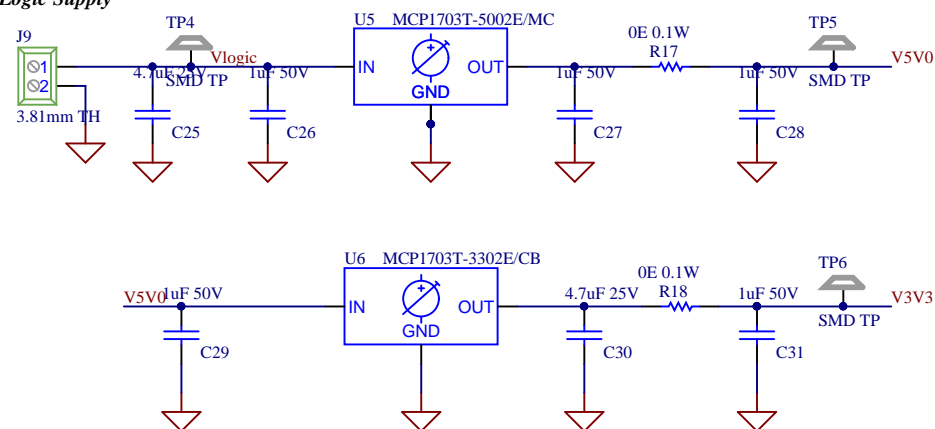 Logic Supply
J9
1
2
3.81mm TH
TP4
Vlogic
4.7uF 25V
SMD TP
1uF 50V
C25
C26
U5 MCP1703T-5002E/MC
IN
OUT
GND
0E 0.1W
R17
1uF 50V
C27
1uF 50V
C28
TP5
SMD TP
V5V0
V5V0
1uF 50V
C29
U6 MCP1703T-3302E/CB
IN
OUT
GND
0E 0.1W
R18
4.7uF 25V
C30
1uF 50V
C31
TP6
SMD TP
V3V3